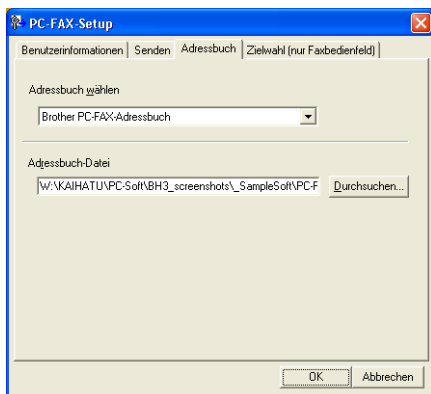 PC-FAX-Setup
Benutzerinformationen Senden Adressbuch Zielwahl (nur Faxbedienfeld)
Adressbuch wählen
Brother PC-FAX-Adressbuch
Adressbuch-Datei
W:\KAIHATU\PC-Soft\BH3_screenshots\_SampleSoft\PC-F Durchsuchen...
OK Abbrechen